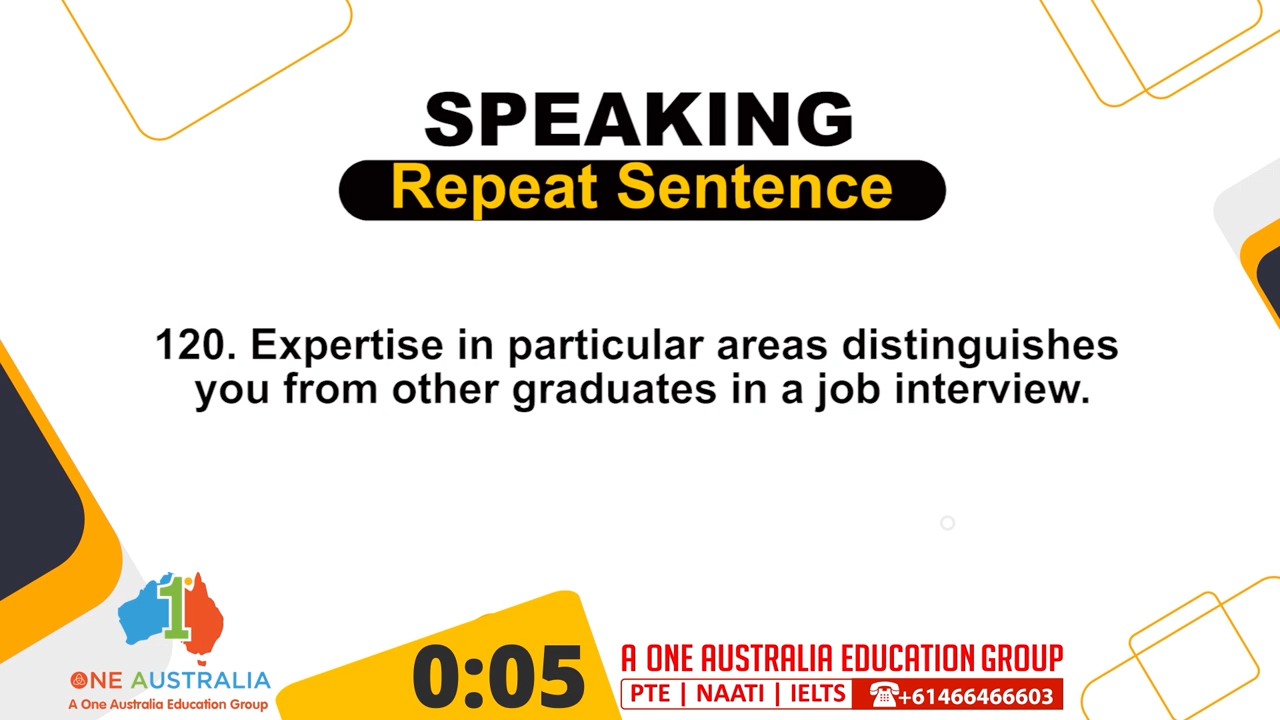 SPEAKING
Repeat Sentence
120. Expertise in particular areas distinguishes
you from other graduates in a job interview.
1
ONE AUSTRALIA
A One Australia Education Group
0:05
A ONE AUSTRALIA EDUCATION GROUP
PTE | NAATI | IELTS +61466466603